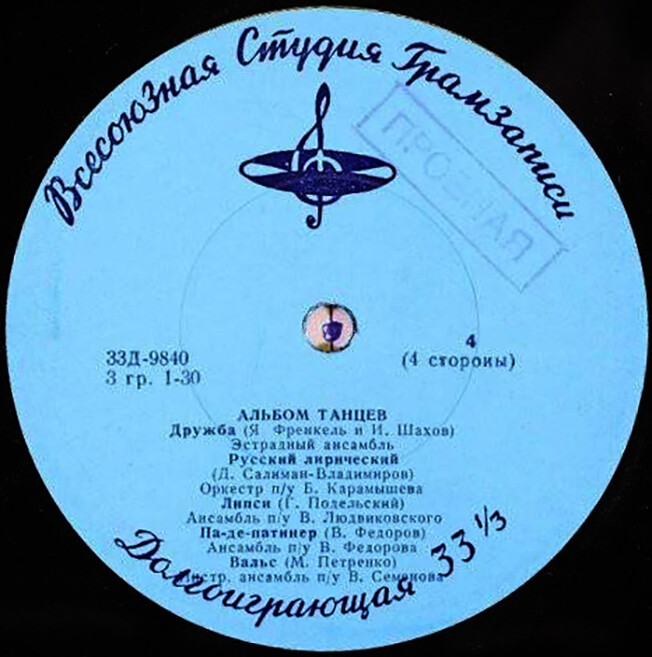 Всесоюзная Студия Грамзаписи
ПРОБНАЯ
33Д-9840
3 гр. 1-30
4
(4 стороны)
АЛЬБОМ ТАНЦЕВ
Дружба (Я Френкель и И. Шахов)
Эстрадный ансамбль
Русский лирический
(Д. Салиман-Владимиров)
Оркестр п/у Б. Карамышева
Липси (Г. Подельский)
Ансамбль п/у В. Людвиковского
Па-де-патинер (В. Федоров)
Ансамбль п/у В. Федорова
Вальс (М. Петренко)
Инстр. ансамбль п/у В. Семенова
Долгоиграющая 33 1/3